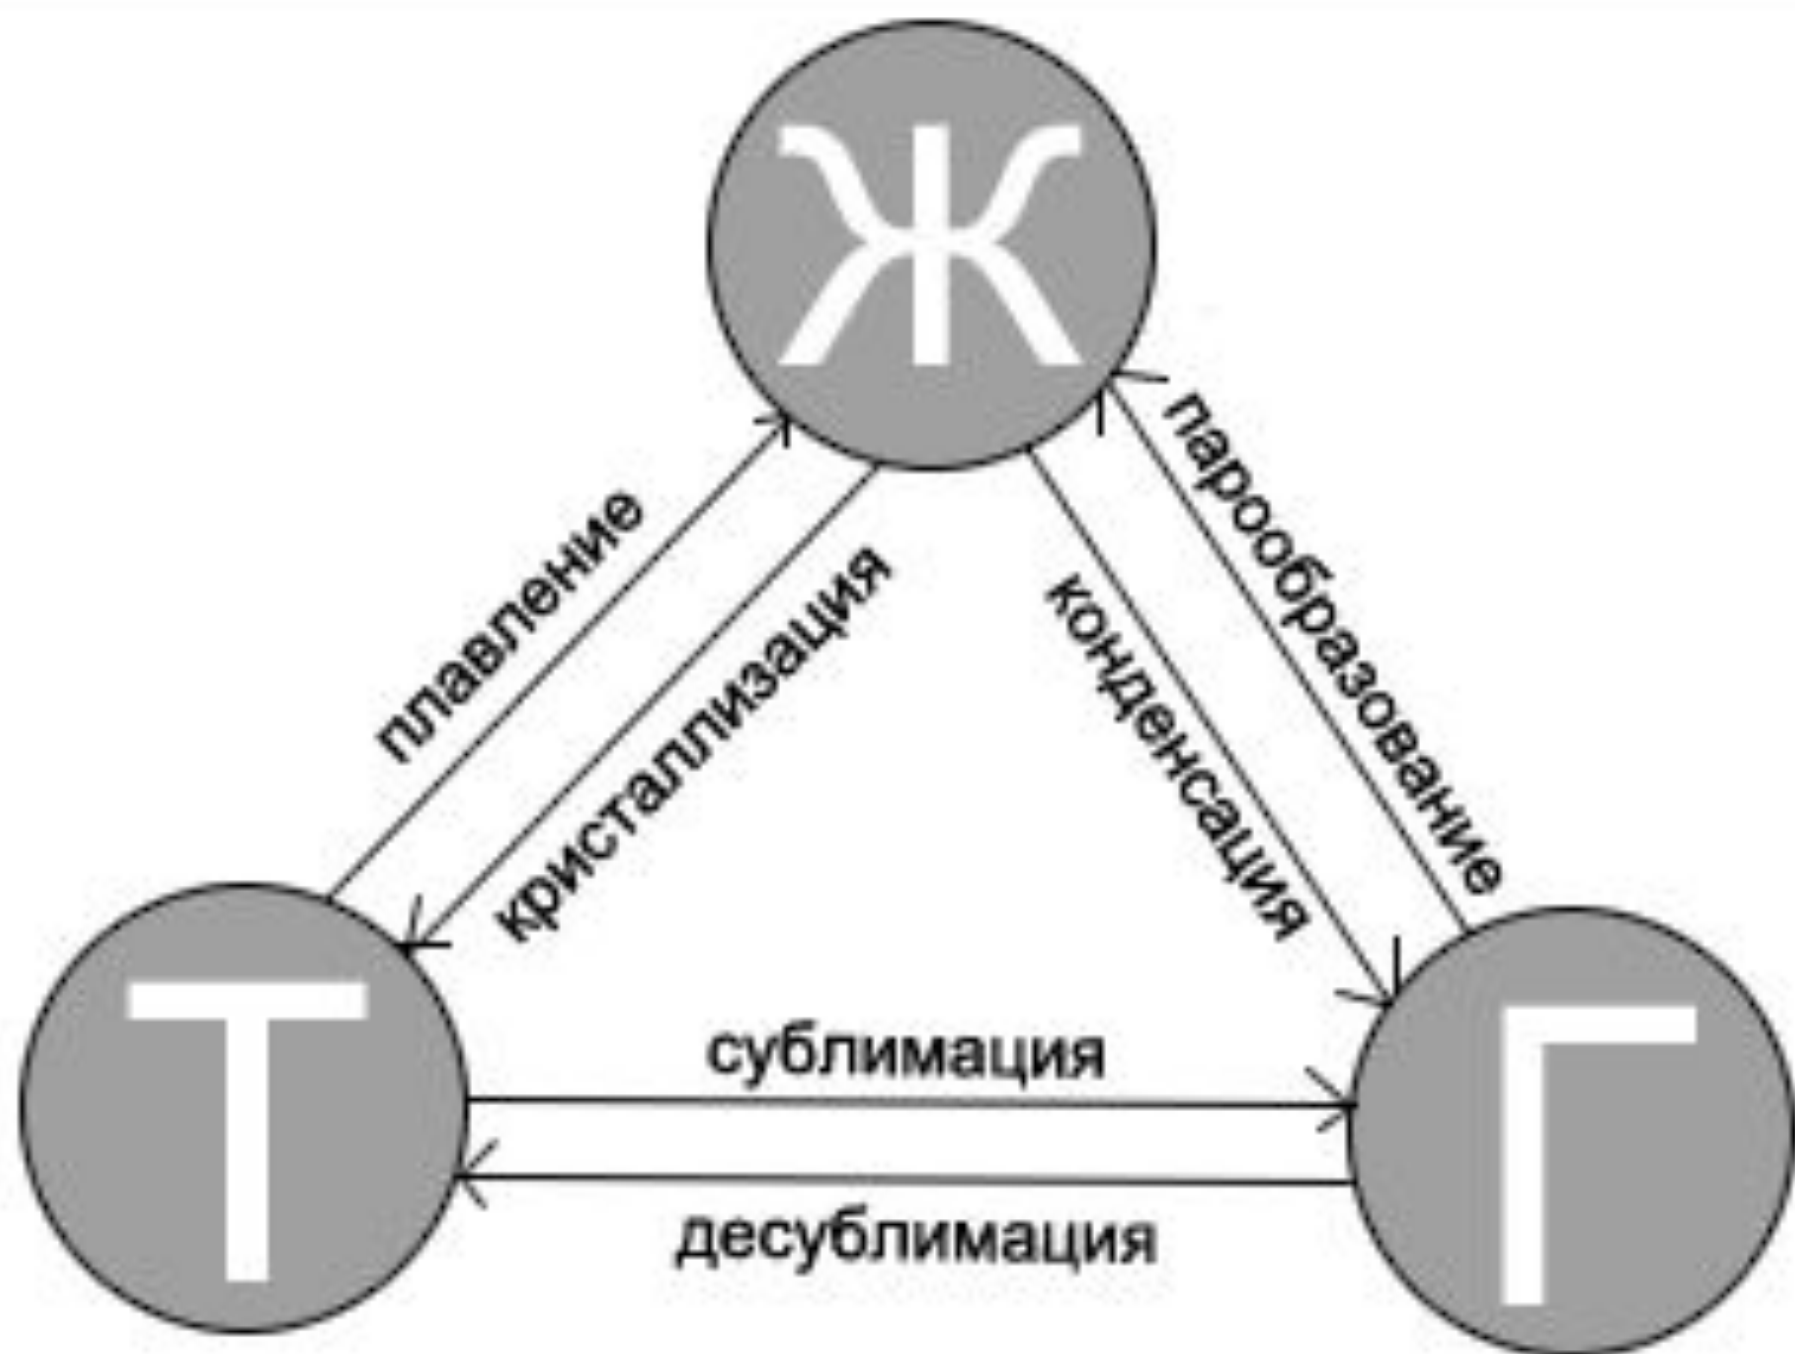 Ж
плавление
кристаллизация
конденсация
парообразование
Т
сублимация
десублимация
Г